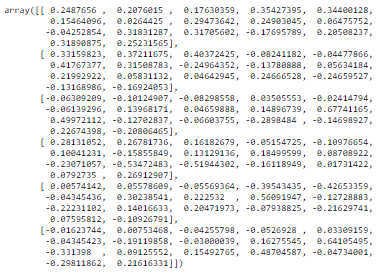 array([[ 0.2487656 , 0.2076015 , 0.17630359, 0.35427395, 0.34400128,
0.15464096, 0.0264425 , 0.29473642, 0.24903045, 0.06475752,
-0.04252854, 0.31831287, 0.31705602, -0.17695789, 0.20508237,
0.31890875, 0.25231565],
[ 0.33159823, 0.37211675, 0.40372425, -0.08241182, -0.04477866,
0.41767377, 0.31508783, -0.24964352, -0.13780888, -0.05634184,
0.21992922, 0.05831132, 0.04642945, 0.24666528, -0.24659527,
-0.13168986, -0.16924053],
[-0.06309209, -0.10124907, -0.08298558, 0.03505553, -0.02414794,
-0.06139296, 0.13968171, -0.04659888, 0.14896739, 0.67741165,
0.49972112, -0.12702837, -0.06603755, -0.2898484 , -0.14698927,
0.22674398, -0.20806465],
[ 0.28131052, 0.26781736, 0.16182679, -0.05154725, -0.10976654,
0.10041231, -0.15855849, 0.13129136, 0.18499599, 0.08708922,
-0.23071057, -0.53472483, -0.51944302, -0.16118949, 0.01731422,
0.0792735 , 0.26912907],
[ 0.00574142, 0.05578609, -0.05569364, -0.39543435, -0.42653359,
-0.04345436, 0.30238541, 0.222532 , 0.56091947, -0.12728883,
-0.22231102, 0.14016633, 0.20471973, -0.07938825, -0.21629741,
0.07595812, -0.10926791],
[-0.01623744, 0.00753468, -0.04255798, -0.0526928 , 0.03309159,
-0.04345423, -0.19119858, -0.03000039, 0.16275545, 0.64105495,
-0.331398 , 0.09125552, 0.15492765, 0.48704587, -0.04734001,
-0.29811862, 0.21616331]])